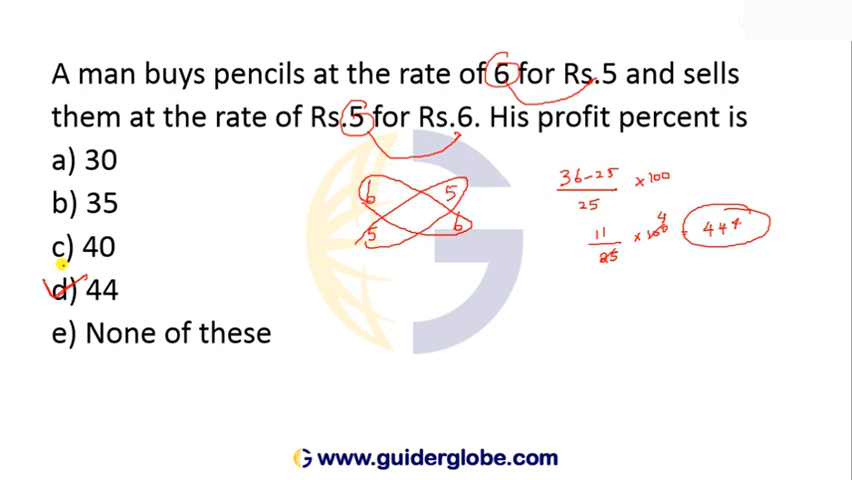 A man buys pencils at the rate of 6 for Rs.5 and sells
them at the rate of Rs.5 for Rs.6. His profit percent is
a) 30
36-25 × 100
25
b) 35
6 5
5 6
11 × 100 4 = 44%
25
c) 40
d) 44
e) None of these
www.guiderglobe.com